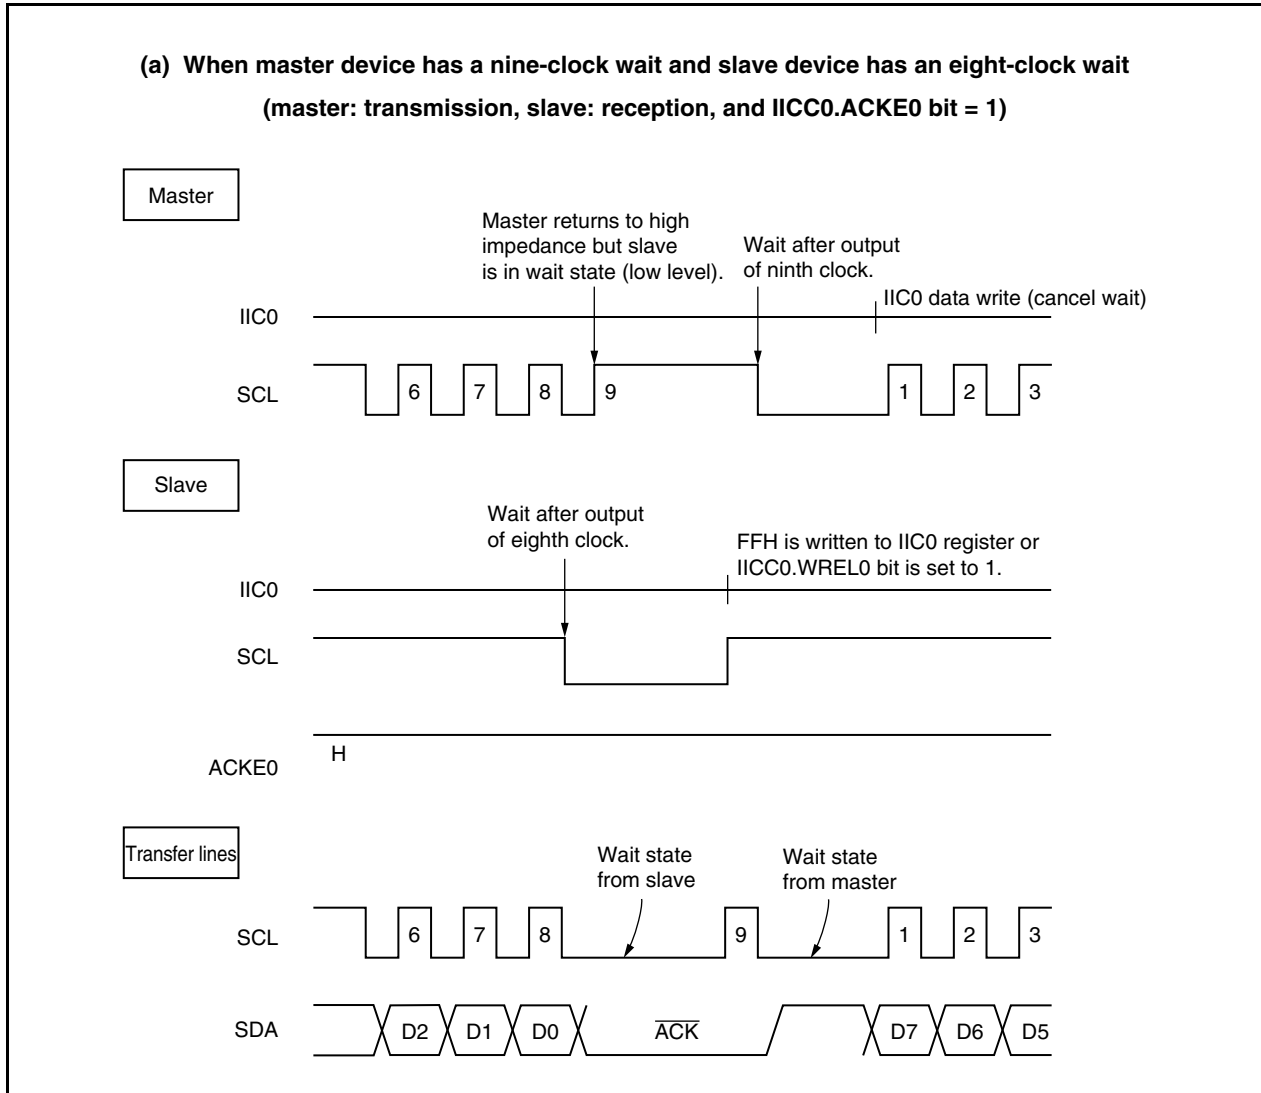 (a) When master device has a nine-clock wait and slave device has an eight-clock wait
(master: transmission, slave: reception, and IICC0.ACKE0 bit = 1)
Master
Master returns to high
impedance but slave
is in wait state (low level).
Wait after output
of ninth clock.
IIC0 data write (cancel wait)
IIC0
SCL
6 7 8 9 1 2 3
Slave
Wait after output
of eighth clock.
FFH is written to IIC0 register or
IICC0.WREL0 bit is set to 1.
IIC0
SCL
H
ACKE0
Transfer lines
Wait state
from slave
Wait state
from master
SCL
6 7 8 9 1 2 3
SDA
D2 D1 D0 ACK D7 D6 D5